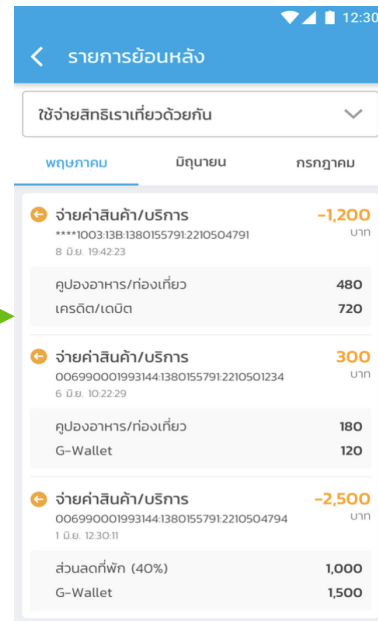 12:30
รายการย้อนหลัง
ใช้จ่ายสิทธิเราเที่ยวด้วยกัน
พฤษภาคม มิถุนายน กรกฎาคม
จ่ายค่าสินค้า/บริการ -1,200
****1003:13B:1380155791:2210504791 บาท
8 มิ.ย. 19:42:23
คูปองอาหาร/ท่องเที่ยว 480
เครดิต/เดบิต 720
จ่ายค่าสินค้า/บริการ 300
006990001993144:1380155791:2210501234 บาท
6 มิ.ย. 10:22:29
คูปองอาหาร/ท่องเที่ยว 180
G-Wallet 120
จ่ายค่าสินค้า/บริการ -2,500
006990001993144:1380155791:2210504794 บาท
1 มิ.ย. 12:30:11
ส่วนลดที่พัก (40%) 1,000
G-Wallet 1,500